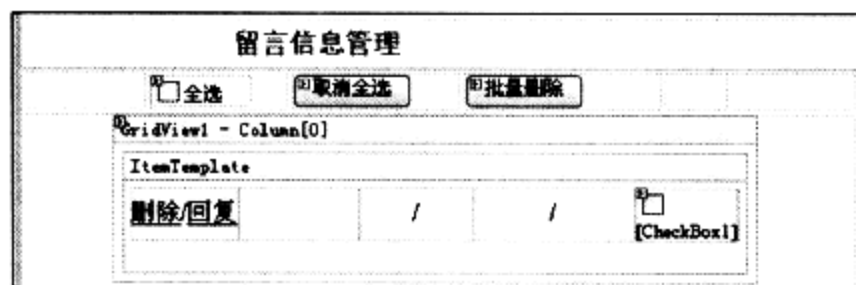 留言信息管理
全选 取消全选 批量删除
GridView1 - Column[0]
ItemTemplate
删除/回复 / /
[CheckBox1]